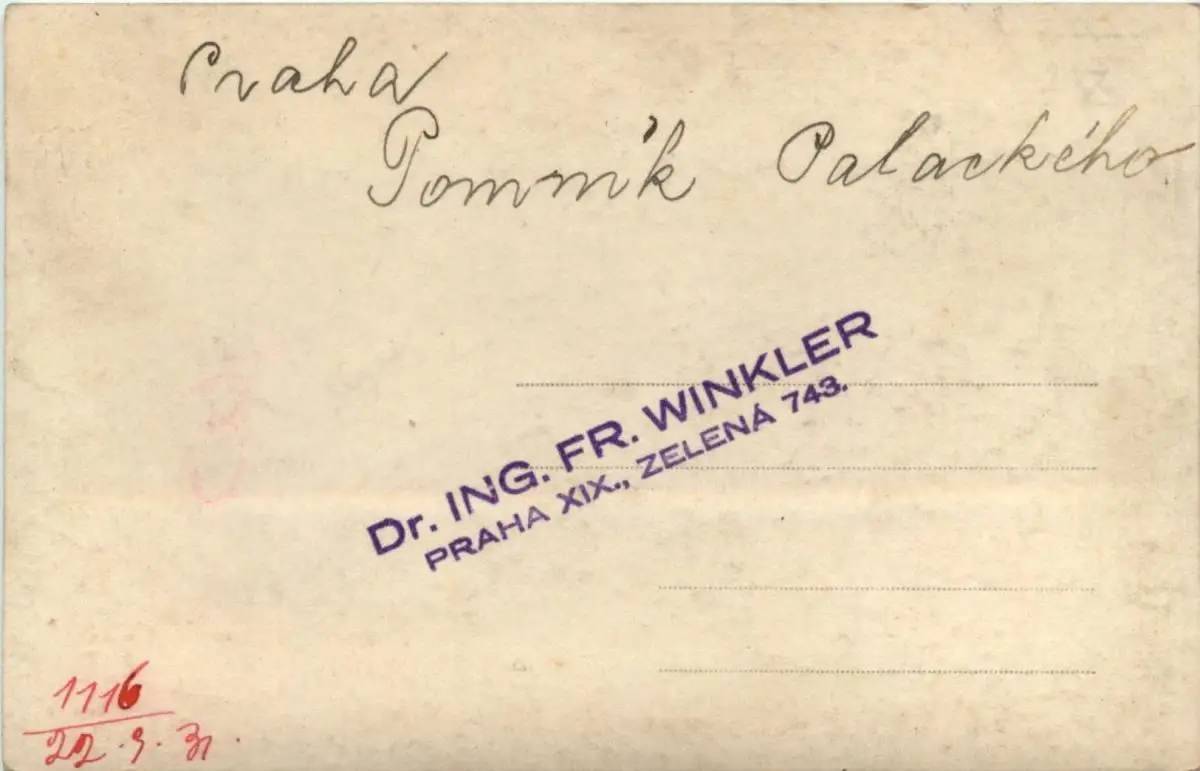 Praha
Pomník Palackého
Dr. ING. FR. WINKLER
PRAHA XIX., ZELENÁ 743.
1116
22.9.31.